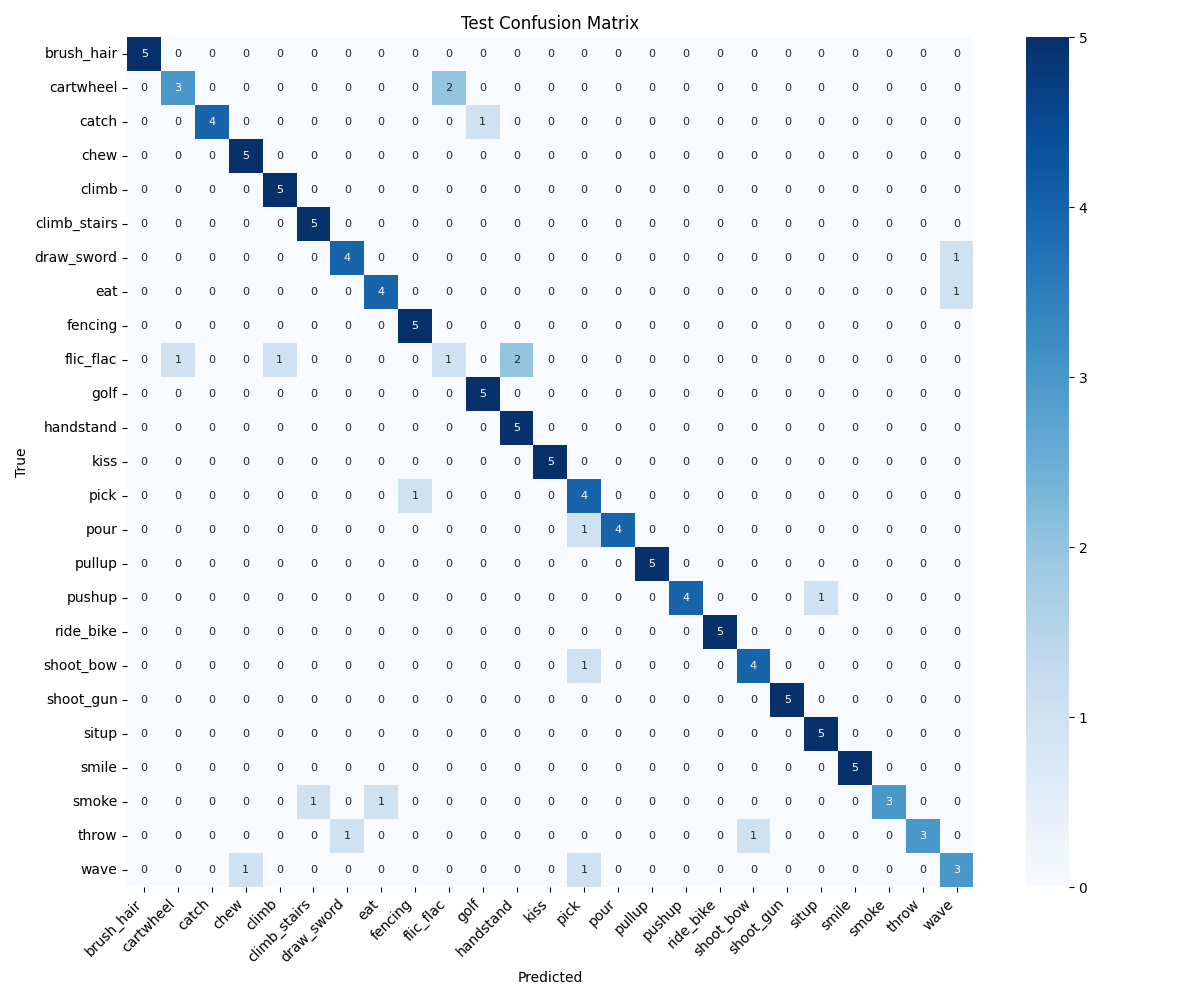 Test Confusion Matrix
brush_hair 5 0 0 0 0 0 0 0 0 0 0 0 0 0 0 0 0 0 0 0 0 0 0 0 0
cartwheel 0 3 0 0 0 0 0 0 0 2 0 0 0 0 0 0 0 0 0 0 0 0 0 0 0
catch 0 0 4 0 0 0 0 0 0 0 1 0 0 0 0 0 0 0 0 0 0 0 0 0 0
chew 0 0 0 5 0 0 0 0 0 0 0 0 0 0 0 0 0 0 0 0 0 0 0 0 0
climb 0 0 0 0 5 0 0 0 0 0 0 0 0 0 0 0 0 0 0 0 0 0 0 0 0
climb_stairs 0 0 0 0 0 5 0 0 0 0 0 0 0 0 0 0 0 0 0 0 0 0 0 0 0
draw_sword 0 0 0 0 0 0 4 0 0 0 0 0 0 0 0 0 0 0 0 0 0 0 0 0 1
eat 0 0 0 0 0 0 0 4 0 0 0 0 0 0 0 0 0 0 0 0 0 0 0 0 1
fencing 0 0 0 0 0 0 0 0 5 0 0 0 0 0 0 0 0 0 0 0 0 0 0 0 0
flic_flac 0 1 0 0 1 0 0 0 0 1 0 2 0 0 0 0 0 0 0 0 0 0 0 0 0
golf 0 0 0 0 0 0 0 0 0 0 5 0 0 0 0 0 0 0 0 0 0 0 0 0 0
handstand 0 0 0 0 0 0 0 0 0 0 0 5 0 0 0 0 0 0 0 0 0 0 0 0 0
kiss 0 0 0 0 0 0 0 0 0 0 0 0 5 0 0 0 0 0 0 0 0 0 0 0 0
pick 0 0 0 0 0 0 0 0 1 0 0 0 0 4 0 0 0 0 0 0 0 0 0 0 0
pour 0 0 0 0 0 0 0 0 0 0 0 0 0 1 4 0 0 0 0 0 0 0 0 0 0
pullup 0 0 0 0 0 0 0 0 0 0 0 0 0 0 0 5 0 0 0 0 0 0 0 0 0
pushup 0 0 0 0 0 0 0 0 0 0 0 0 0 0 0 0 4 0 0 0 1 0 0 0 0
ride_bike 0 0 0 0 0 0 0 0 0 0 0 0 0 0 0 0 0 5 0 0 0 0 0 0 0
shoot_bow 0 0 0 0 0 0 0 0 0 0 0 0 0 1 0 0 0 0 4 0 0 0 0 0 0
shoot_gun 0 0 0 0 0 0 0 0 0 0 0 0 0 0 0 0 0 0 0 5 0 0 0 0 0
situp 0 0 0 0 0 0 0 0 0 0 0 0 0 0 0 0 0 0 0 0 5 0 0 0 0
smile 0 0 0 0 0 0 0 0 0 0 0 0 0 0 0 0 0 0 0 0 0 5 0 0 0
smoke 0 0 0 0 0 1 0 1 0 0 0 0 0 0 0 0 0 0 0 0 0 0 3 0 0
throw 0 0 0 0 0 0 1 0 0 0 0 0 0 0 0 0 0 0 1 0 0 0 0 3 0
wave 0 0 0 1 0 0 0 0 0 0 0 0 0 1 0 0 0 0 0 0 0 0 0 0 3
brush_hair cartwheel catch chew climb climb_stairs draw_sword eat fencing flic_flac golf handstand kiss pick pour pullup pushup ride_bike shoot_bow shoot_gun situp smile smoke throw wave
Predicted
True
5
4
3
2
1
0